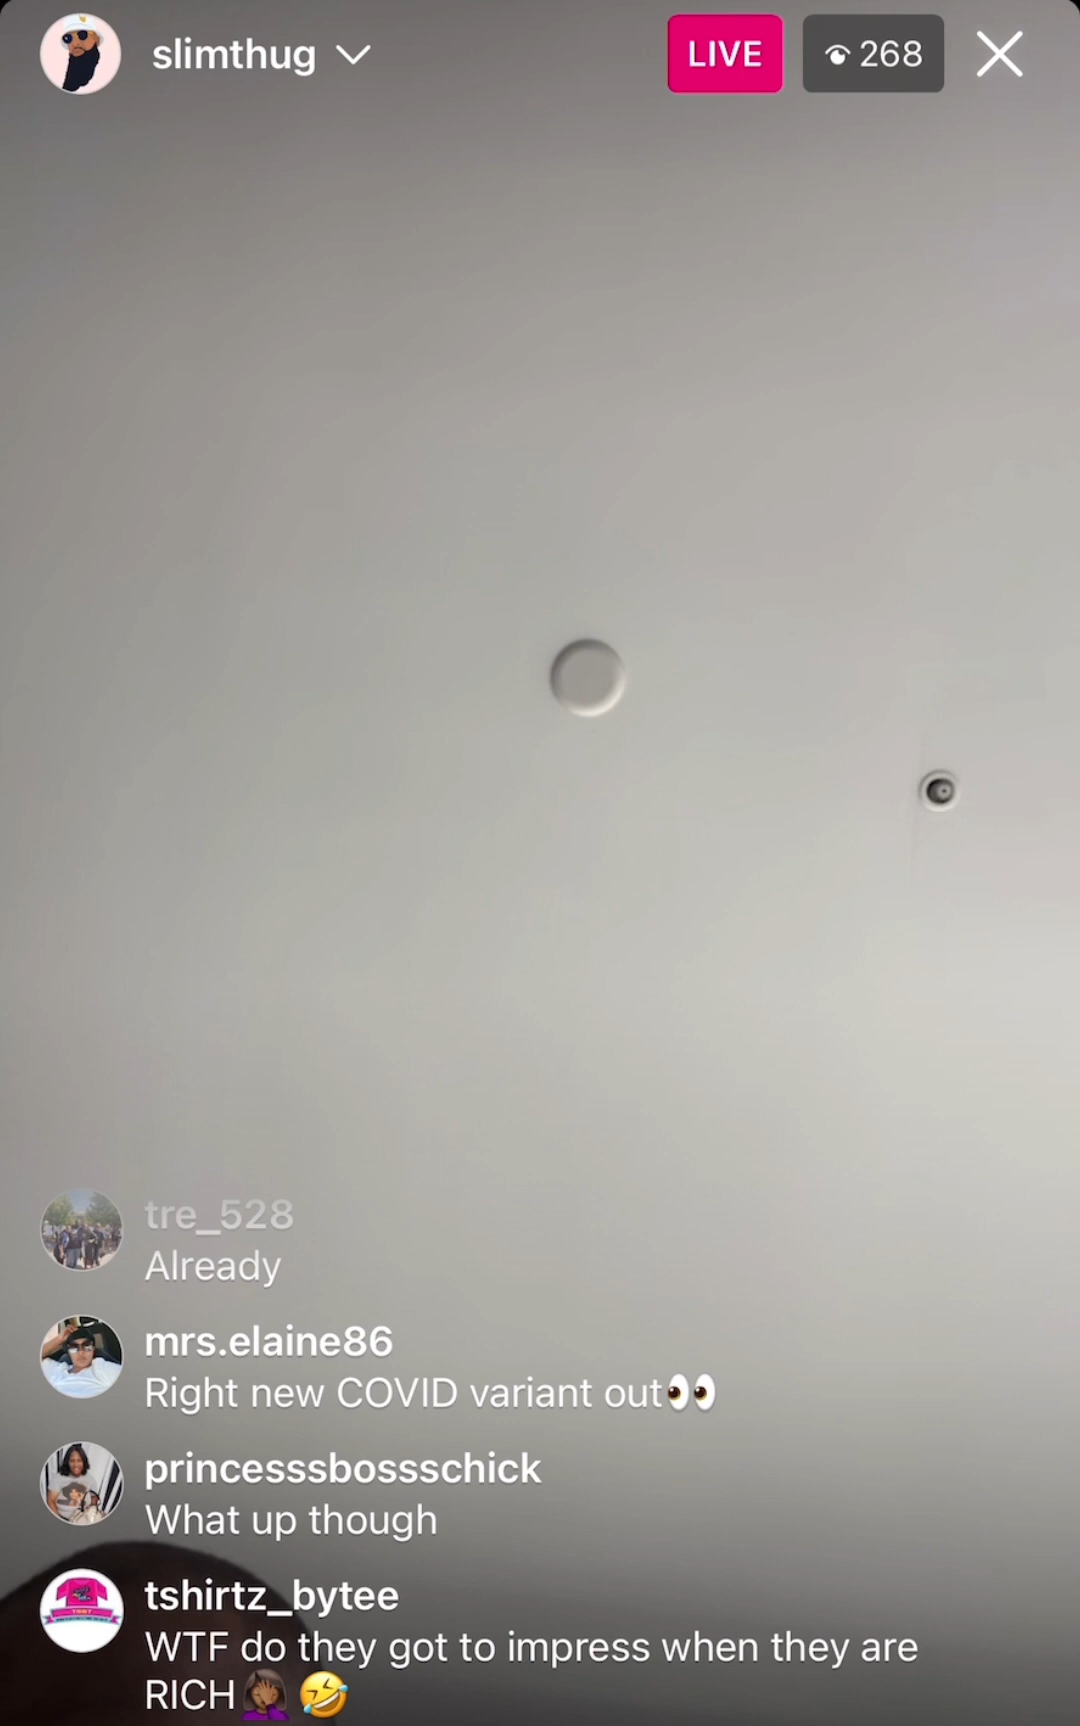 slimthug
LIVE
268
tre_528
Already
mrs.elaine86
Right new COVID variant out👀
princesssbossschick
What up though
tshirtz_bytee
WTF do they got to impress when they are
RICH🤦🏾‍♀️ 🤣